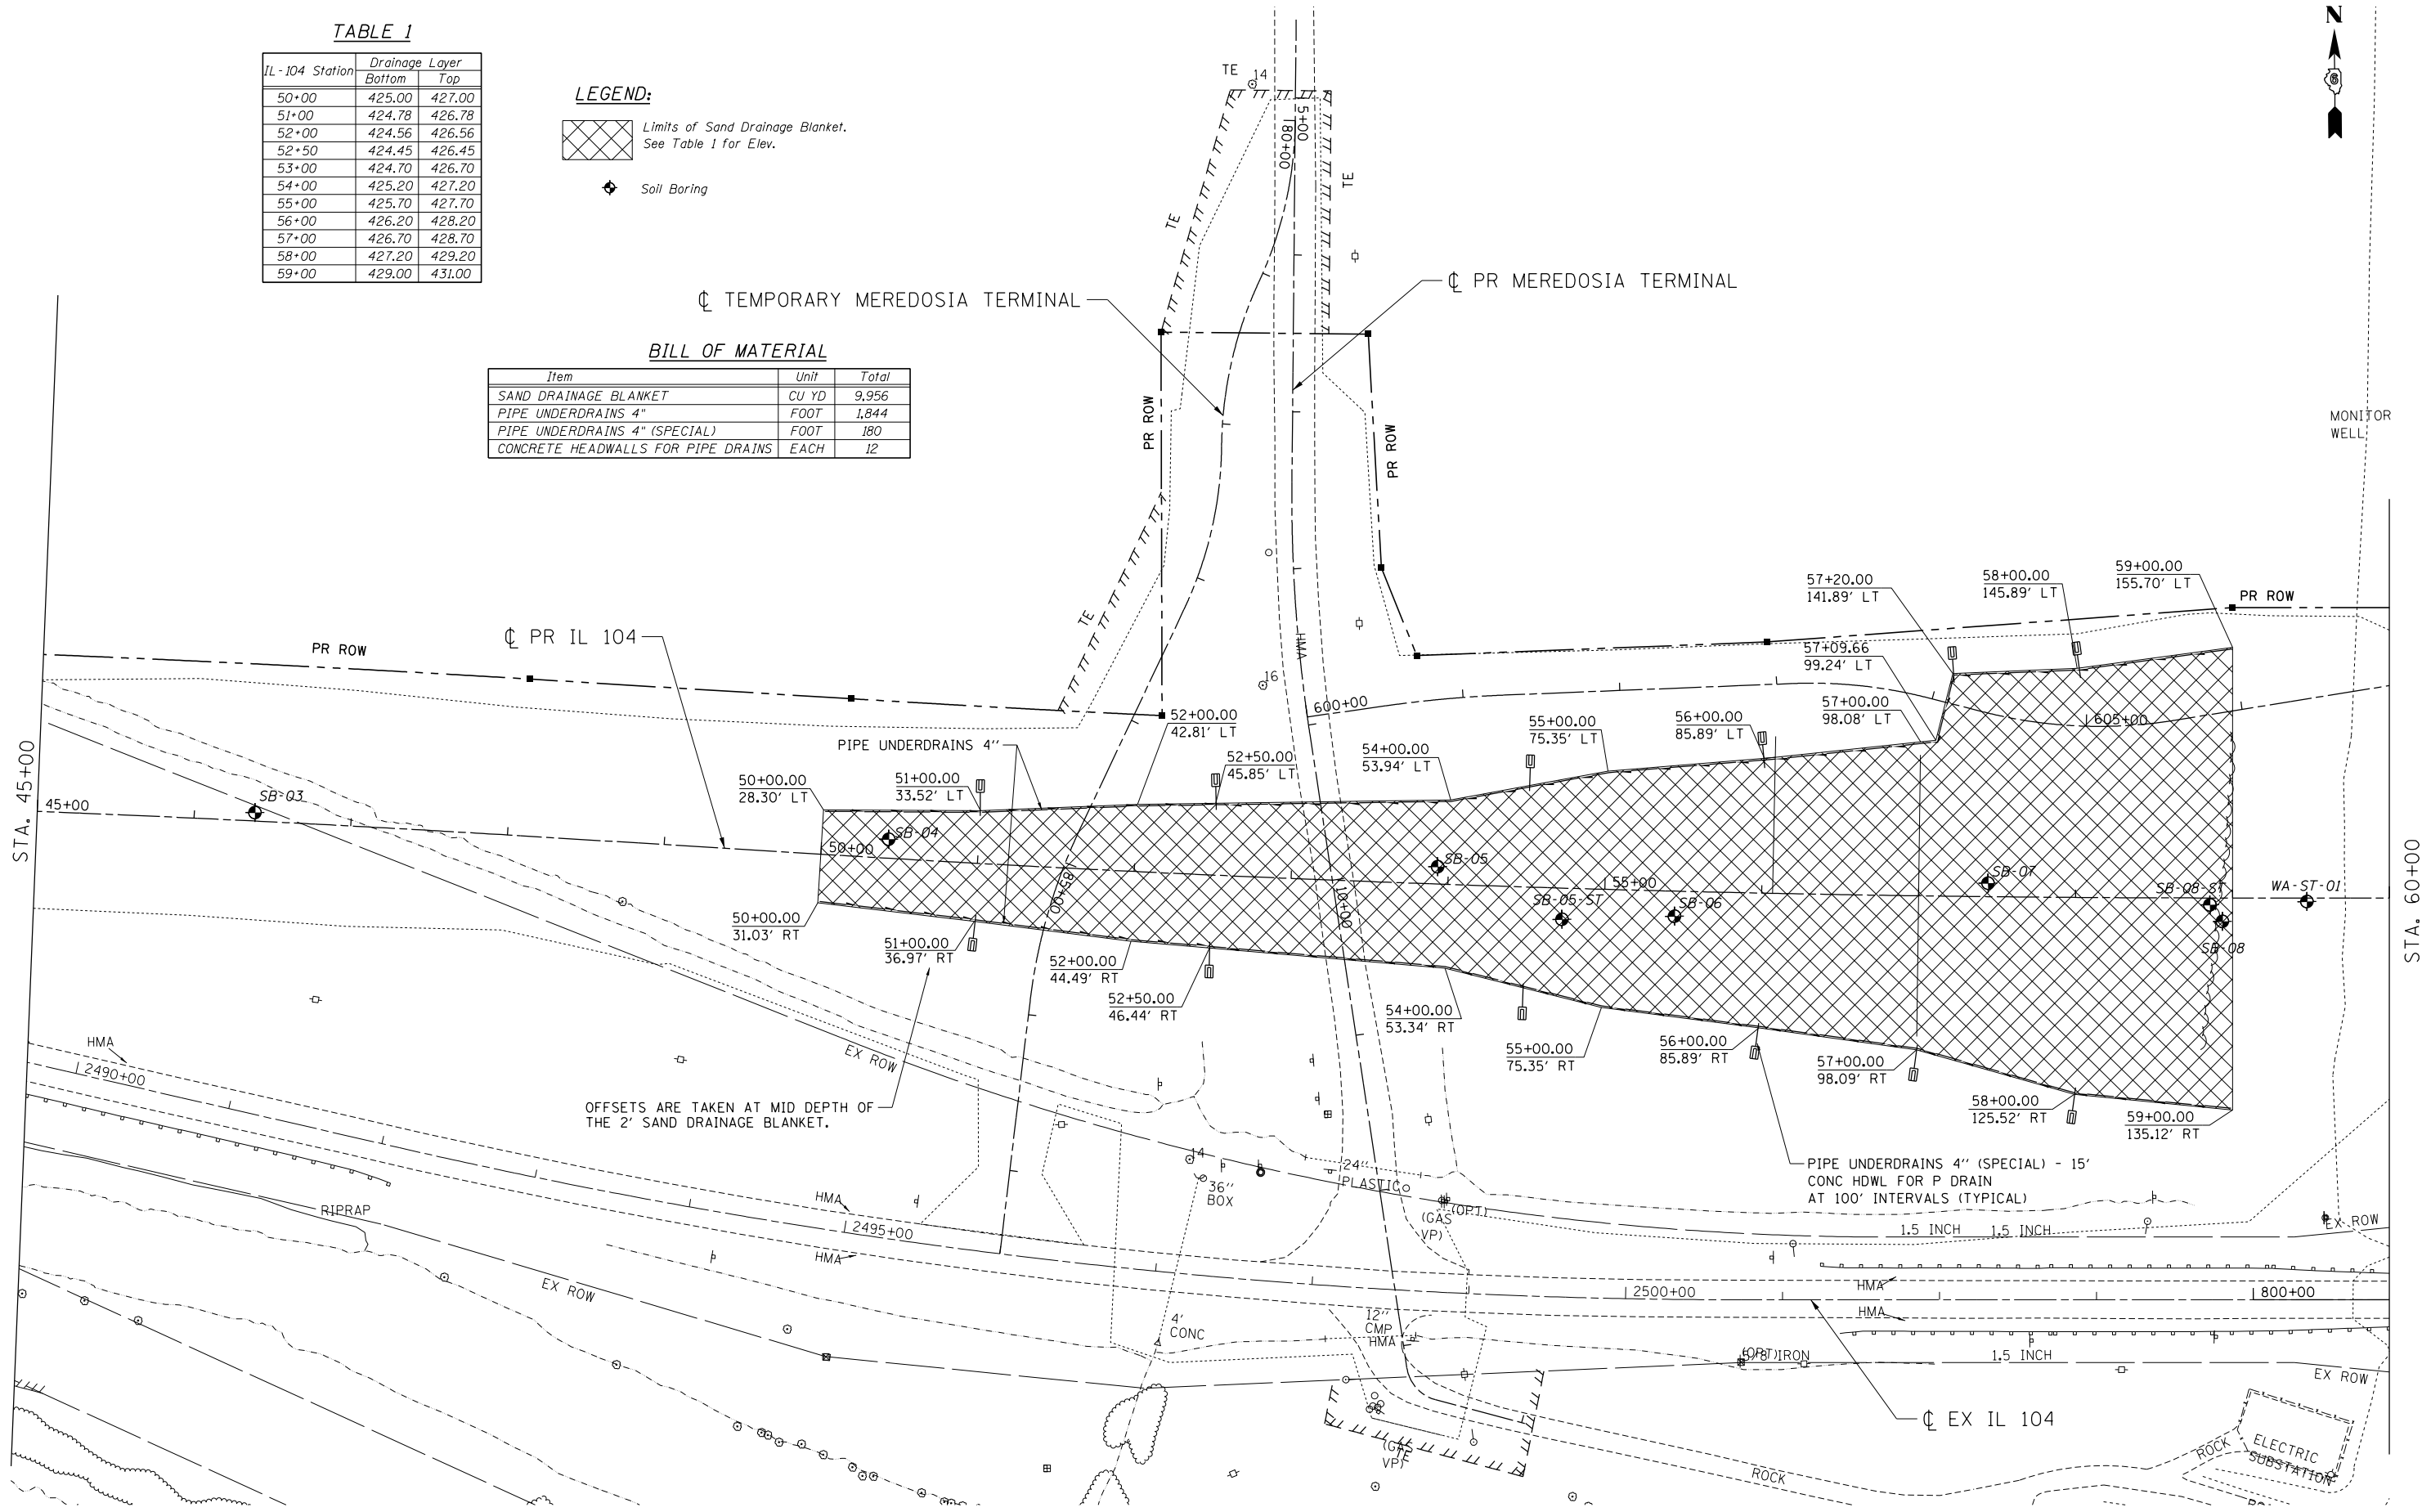 TABLE 1
IL-104 Station Drainage Layer
Bottom Top
50+00 425.00 427.00
51+00 424.78 426.78
52+00 424.56 426.56
52+50 424.45 426.45
53+00 424.70 426.70
54+00 425.20 427.20
55+00 425.70 427.70
56+00 426.20 428.20
57+00 426.70 428.70
58+00 427.20 429.20
59+00 429.00 431.00
LEGEND:
Limits of Sand Drainage Blanket.
See Table 1 for Elev.
Soil Boring
BILL OF MATERIAL
Item Unit Total
SAND DRAINAGE BLANKET CU YD 9,956
PIPE UNDERDRAINS 4" FOOT 1,844
PIPE UNDERDRAINS 4" (SPECIAL) FOOT 180
CONCRETE HEADWALLS FOR PIPE DRAINS EACH 12
N
TE
14
5+00
180+00
TE
TE
℄ TEMPORARY MEREDOSIA TERMINAL
℄ PR MEREDOSIA TERMINAL
PR ROW
PR ROW
MONITOR
WELL
TE
HMA
16
℄ PR IL 104
PR ROW
PR ROW
STA. 45+00
45+00
SB-03
PIPE UNDERDRAINS 4''
50+00.00
28.30' LT
51+00.00
33.52' LT
52+00.00
42.81' LT
52+50.00
45.85' LT
54+00.00
53.94' LT
55+00.00
75.35' LT
56+00.00
85.89' LT
57+00.00
98.08' LT
57+09.66
99.24' LT
57+20.00
141.89' LT
58+00.00
145.89' LT
59+00.00
155.70' LT
600+00
605+00
SB-04
50+00
185+00
10+00
SB-05
SB-05-ST
55+00
SB-06
SB-07
SB-08-ST
SB-08
WA-ST-01
STA. 60+00
50+00.00
31.03' RT
51+00.00
36.97' RT
52+00.00
44.49' RT
52+50.00
46.44' RT
54+00.00
53.34' RT
55+00.00
75.35' RT
56+00.00
85.89' RT
57+00.00
98.09' RT
58+00.00
125.52' RT
59+00.00
135.12' RT
OFFSETS ARE TAKEN AT MID DEPTH OF
THE 2' SAND DRAINAGE BLANKET.
PIPE UNDERDRAINS 4'' (SPECIAL) - 15'
CONC HDWL FOR P DRAIN
AT 100' INTERVALS (TYPICAL)
HMA
2490+00
EX ROW
RIPRAP
HMA
2495+00
HMA
EX ROW
14
36''
BOX
24''
PLASTIC
(OPT)
(GAS
VP)
1.5 INCH
1.5 INCH
EX ROW
HMA
2500+00
800+00
HMA
4'
CONC
12''
CMP
HMA
(OPT)
5/8 IRON
1.5 INCH
EX ROW
℄ EX IL 104
(GAS
VP)
TE
ROCK
ROCK
ELECTRIC
SUBSTATION